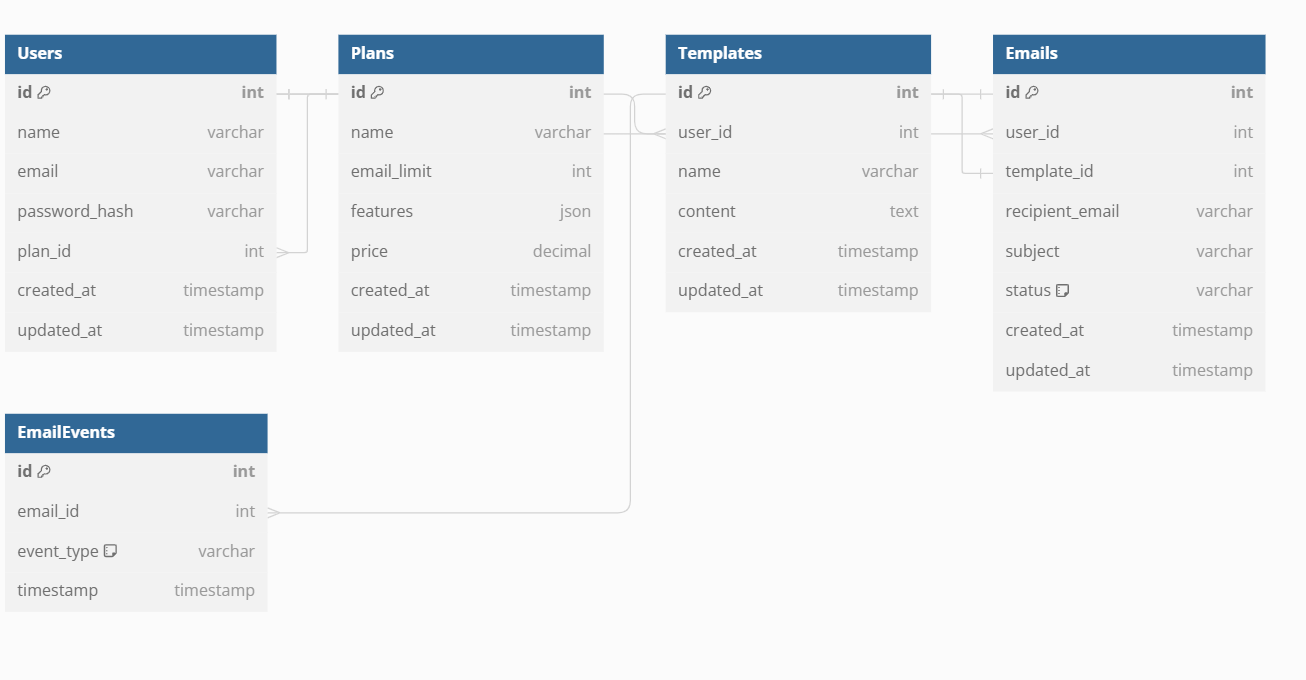 Users
id int
name varchar
email varchar
password_hash varchar
plan_id int
created_at timestamp
updated_at timestamp
Plans
id int
name varchar
email_limit int
features json
price decimal
created_at timestamp
updated_at timestamp
Templates
id int
user_id int
name varchar
content text
created_at timestamp
updated_at timestamp
Emails
id int
user_id int
template_id int
recipient_email varchar
subject varchar
status varchar
created_at timestamp
updated_at timestamp
EmailEvents
id int
email_id int
event_type varchar
timestamp timestamp